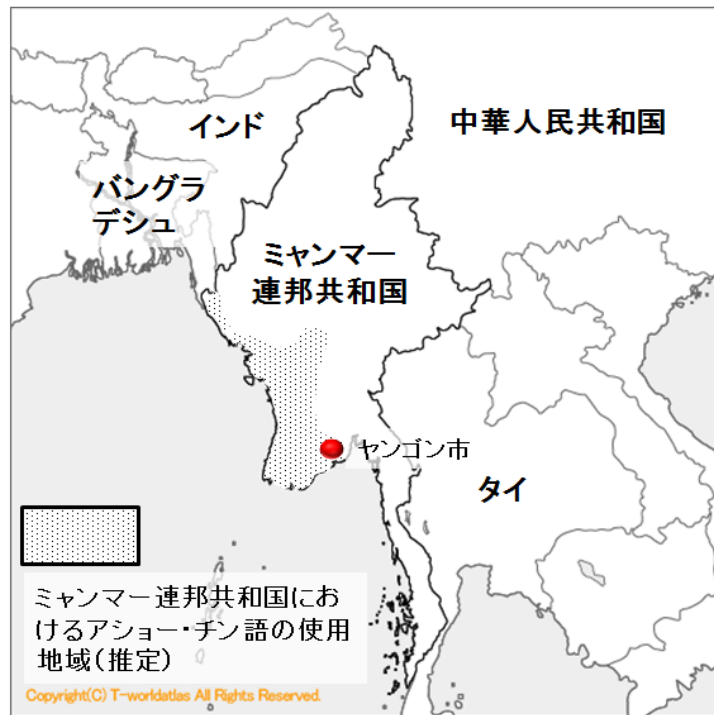 インド
中華人民共和国
バングラ
デシュ
ミャンマー
連邦共和国
ヤンゴン市
タイ
ミャンマー連邦共和国にお
けるアショー・チン語の使用
地域(推定)
Copyright(C) T-worldatlas All Rights Reserved.